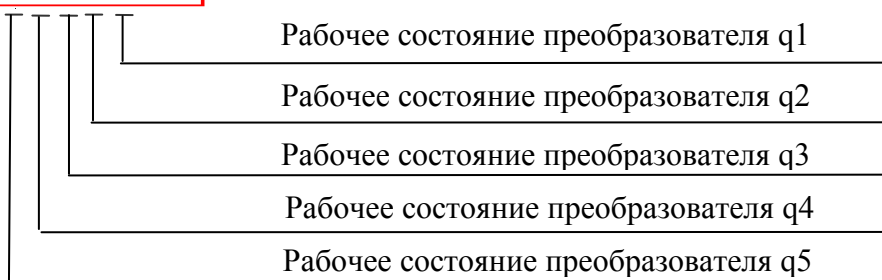 Рабочее состояние преобразователя q1
Рабочее состояние преобразователя q2
Рабочее состояние преобразователя q3
Рабочее состояние преобразователя q4
Рабочее состояние преобразователя q5